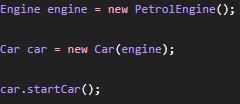 Engine engine = new PetrolEngine();
Car car = new Car(engine);
car.startCar();